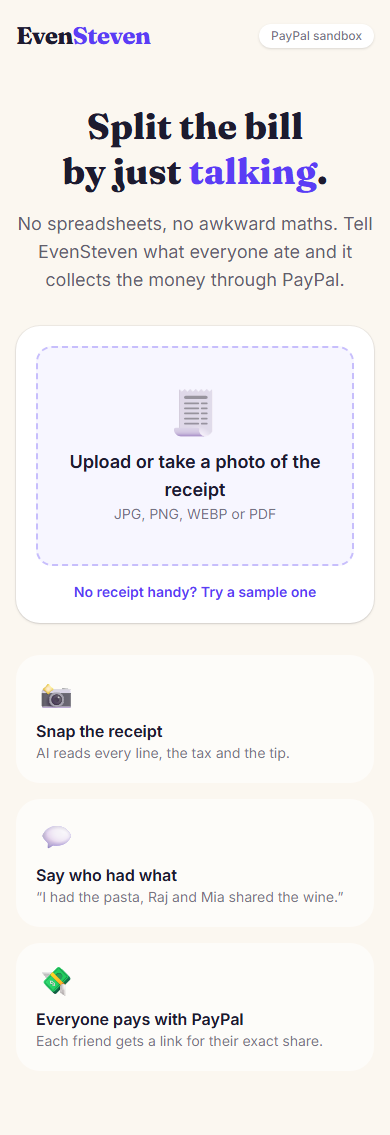 EvenSteven
PayPal sandbox
Split the bill
by just talking.
No spreadsheets, no awkward maths. Tell
EvenSteven what everyone ate and it
collects the money through PayPal.
Upload or take a photo of the
receipt
JPG, PNG, WEBP or PDF
No receipt handy? Try a sample one
Snap the receipt
AI reads every line, the tax and the tip.
Say who had what
“I had the pasta, Raj and Mia shared the wine.”
Everyone pays with PayPal
Each friend gets a link for their exact share.